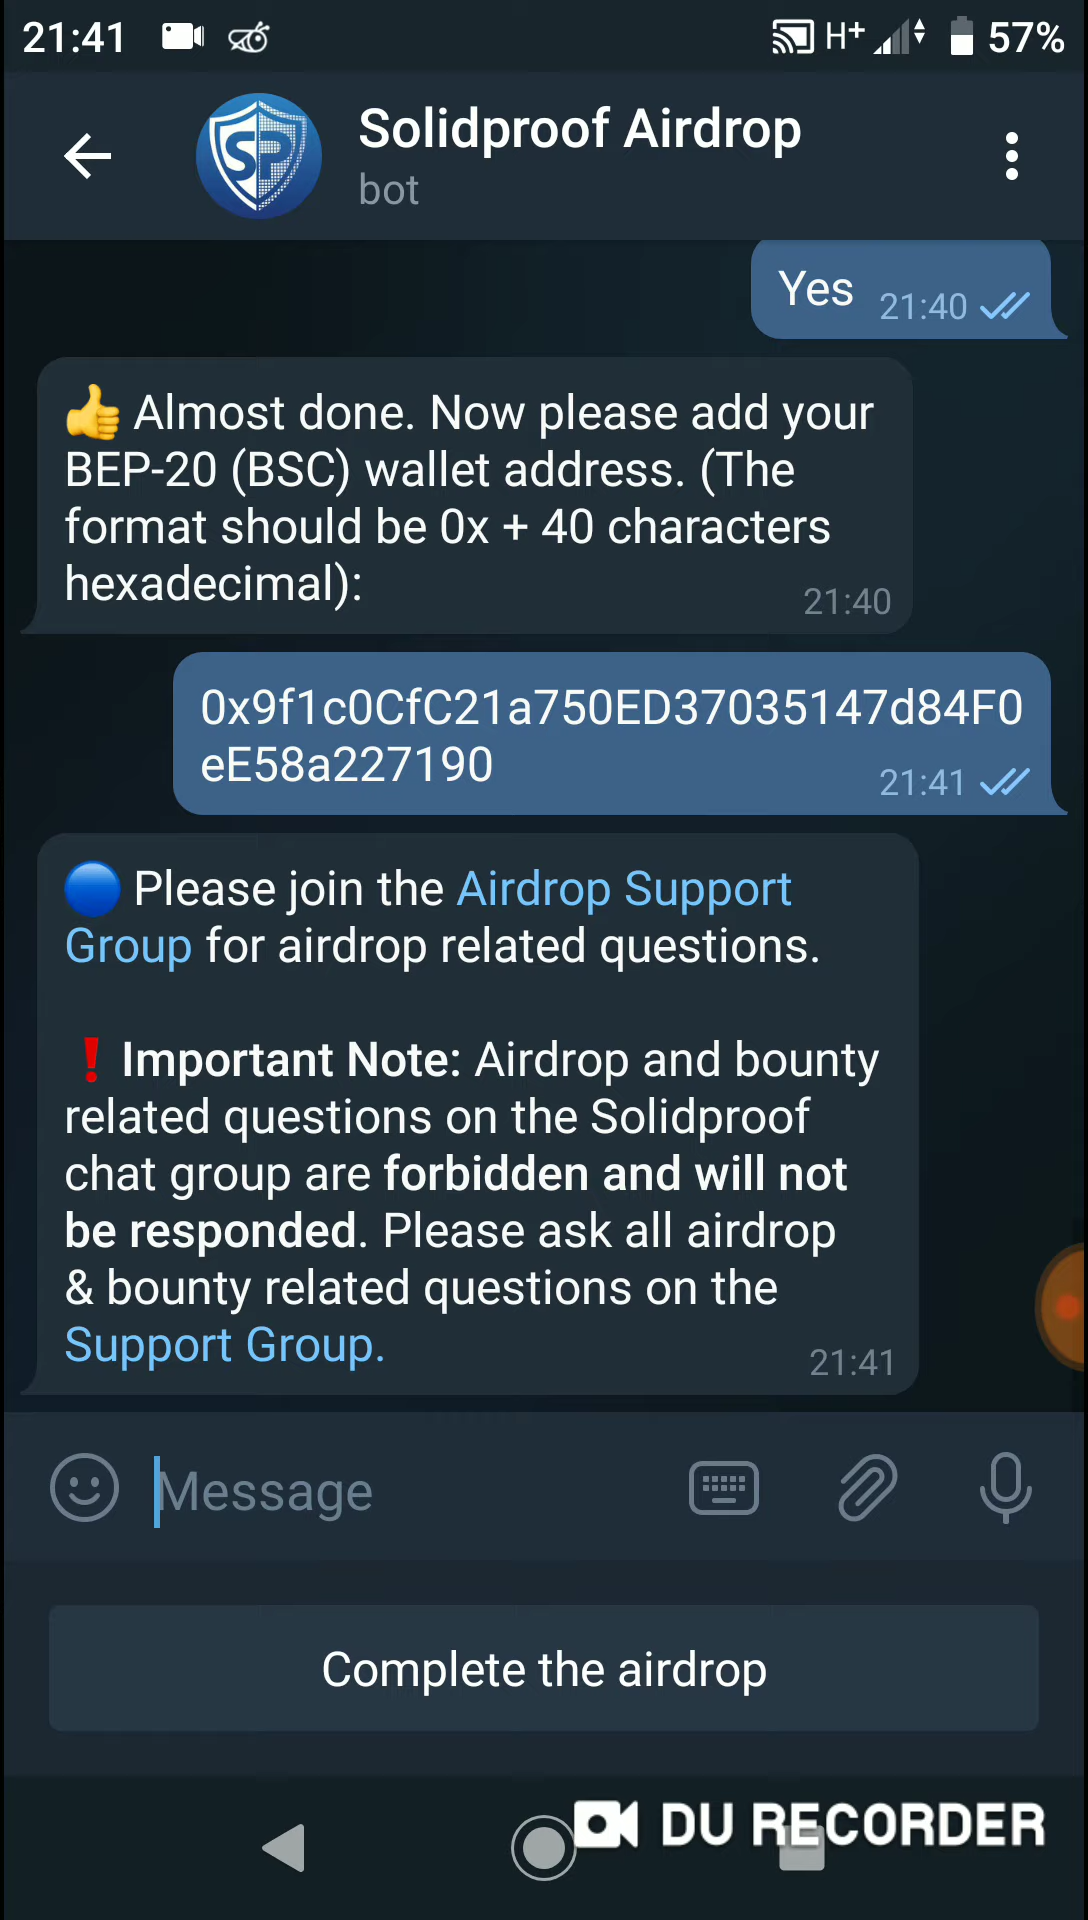 21:41 H+ 57%
Solidproof Airdrop
bot
Yes 21:40
👍 Almost done. Now please add your
BEP-20 (BSC) wallet address. (The
format should be 0x + 40 characters
hexadecimal):
21:40
0x9f1c0CfC21a750ED37035147d84F0
eE58a227190
21:41
🔵 Please join the Airdrop Support
Group for airdrop related questions.
❗ Important Note: Airdrop and bounty
related questions on the Solidproof
chat group are forbidden and will not
be responded. Please ask all airdrop
& bounty related questions on the
Support Group.
21:41
Message
Complete the airdrop
DU RECORDER